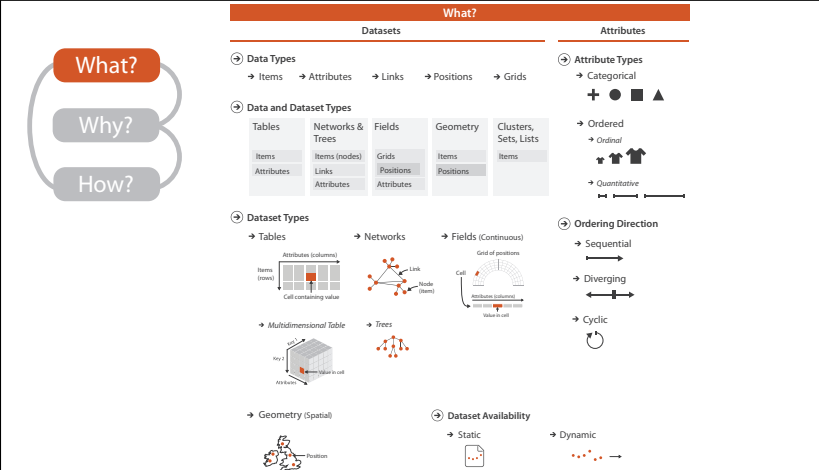 What?
Why?
How?
What?
Datasets
Attributes
Data Types
Items
Attributes
Links
Positions
Grids
Data and Dataset Types
Tables
Items
Attributes
Networks &
Trees
Items (nodes)
Links
Attributes
Fields
Grids
Positions
Attributes
Geometry
Items
Positions
Clusters,
Sets, Lists
Items
Dataset Types
Tables
Attributes (columns)
Items
(rows)
Cell containing value
Networks
Link
Node
(item)
Fields (Continuous)
Grid of positions
Cell
Attributes (columns)
Value in cell
Multidimensional Table
Key 1
Key 2
Value in cell
Attributes
Trees
Geometry (Spatial)
Position
Dataset Availability
Static
Dynamic
Attribute Types
Categorical
Ordered
Ordinal
Quantitative
Ordering Direction
Sequential
Diverging
Cyclic